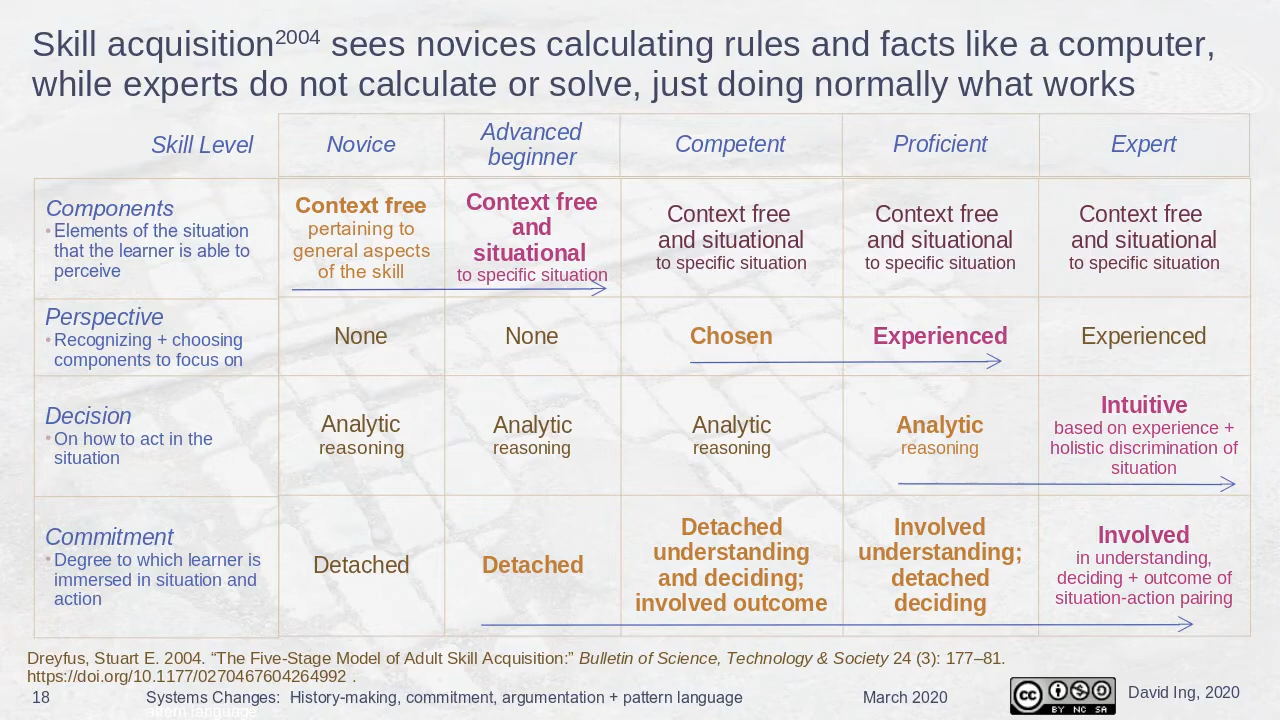 Skill acquisition2004 sees novices calculating rules and facts like a computer,
while experts do not calculate or solve, just doing normally what works
Skill Level
Novice
Advanced
beginner
Competent
Proficient
Expert
Components
• Elements of the situation
that the learner is able to
perceive
Context free
pertaining to
general aspects
of the skill
Context free
and
situational
to specific situation
Context free
and situational
to specific situation
Context free
and situational
to specific situation
Context free
and situational
to specific situation
Perspective
• Recognizing + choosing
components to focus on
None
None
Chosen
Experienced
Experienced
Decision
• On how to act in the
situation
Analytic
reasoning
Analytic
reasoning
Analytic
reasoning
Analytic
reasoning
Intuitive
based on experience +
holistic discrimination of
situation
Commitment
• Degree to which learner is
immersed in situation and
action
Detached
Detached
Detached
understanding
and deciding;
involved outcome
Involved
understanding;
detached
deciding
Involved
in understanding,
deciding + outcome of
situation-action pairing
Dreyfus, Stuart E. 2004. “The Five-Stage Model of Adult Skill Acquisition:” Bulletin of Science, Technology & Society 24 (3): 177–81.
https://doi.org/10.1177/0270467604264992 .
18
Systems Changes: History-making, commitment, argumentation + pattern language
March 2020
cc
BY NC SA
David Ing, 2020